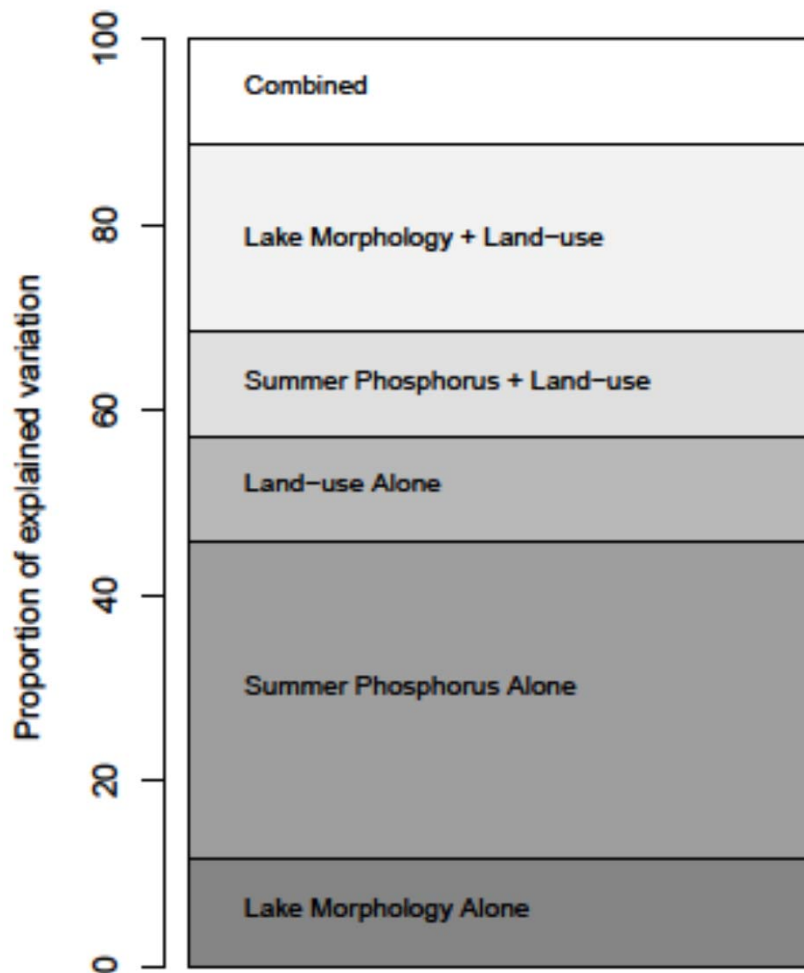 Proportion of explained variation
100
80
60
40
20
0
Combined
Lake Morphology + Land−use
Summer Phosphorus + Land−use
Land−use Alone
Summer Phosphorus Alone
Lake Morphology Alone